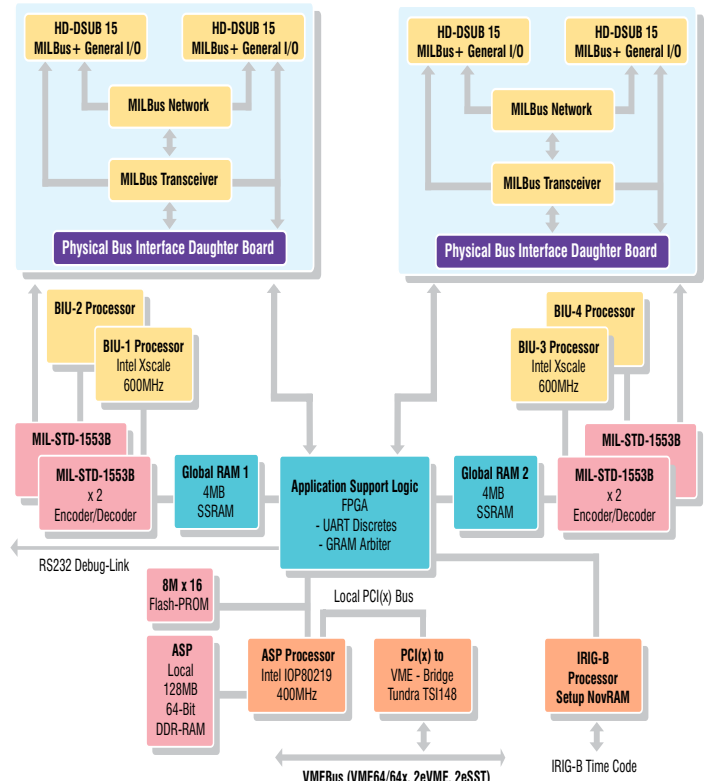 HD-DSUB 15
MILBus+ General I/O
HD-DSUB 15
MILBus+ General I/O
MILBus Network
MILBus Transceiver
Physical Bus Interface Daughter Board
HD-DSUB 15
MILBus+ General I/O
HD-DSUB 15
MILBus+ General I/O
MILBus Network
MILBus Transceiver
Physical Bus Interface Daughter Board
BIU-2 Processor
BIU-1 Processor
Intel Xscale
600MHz
BIU-4 Processor
BIU-3 Processor
Intel Xscale
600MHz
MIL-STD-1553B
MIL-STD-1553B
x 2
Encoder/Decoder
Global RAM 1
4MB
SSRAM
Application Support Logic
FPGA
- UART Discretes
- GRAM Arbiter
Global RAM 2
4MB
SSRAM
MIL-STD-1553B
MIL-STD-1553B
x 2
Encoder/Decoder
RS232 Debug-Link
8M x 16
Flash-PROM
Local PCI(x) Bus
ASP
Local
128MB
64-Bit
DDR-RAM
ASP Processor
Intel IOP80219
400MHz
PCI(x) to
VME - Bridge
Tundra TSI148
IRIG-B
Processor
Setup NovRAM
IRIG-B Time Code
VMEBus (VME64/64x, 2eVME, 2eSST)